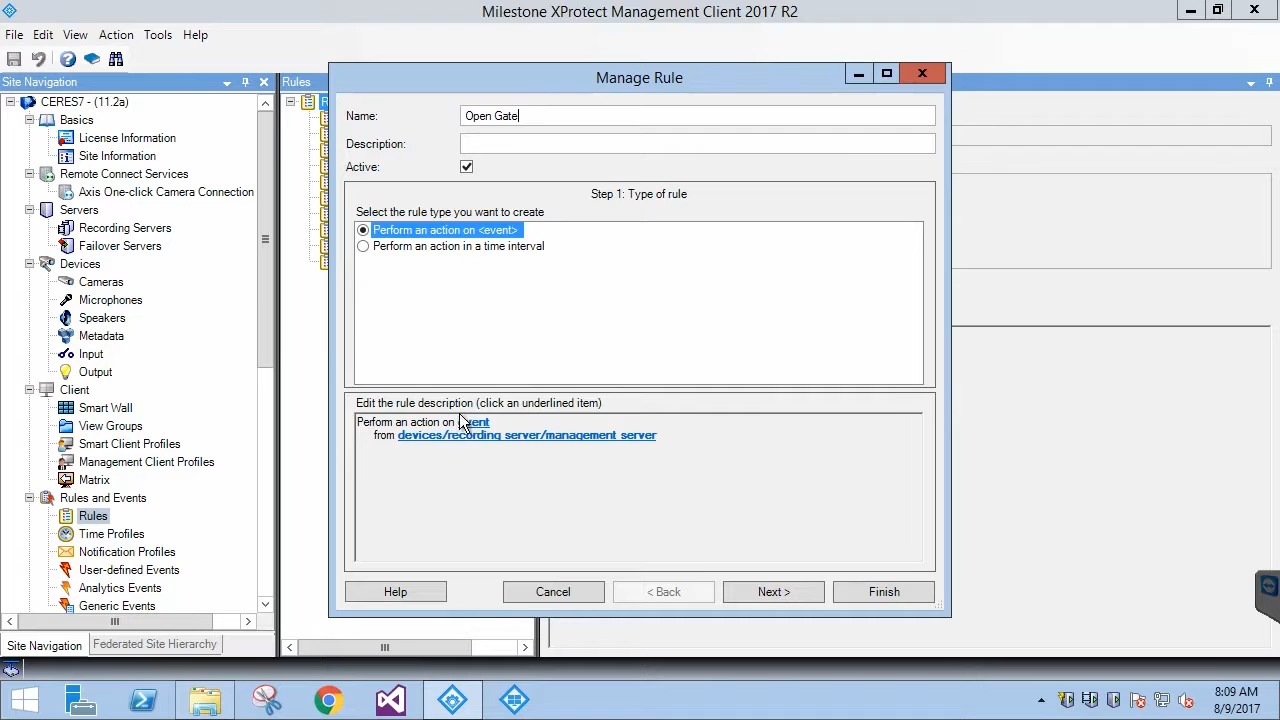 Milestone XProtect Management Client 2017 R2
File Edit View Action Tools Help
Site Navigation
CERES7 - (11.2a)
Basics
License Information
Site Information
Remote Connect Services
Axis One-click Camera Connection
Servers
Recording Servers
Failover Servers
Devices
Cameras
Microphones
Speakers
Metadata
Input
Output
Client
Smart Wall
View Groups
Smart Client Profiles
Management Client Profiles
Matrix
Rules and Events
Rules
Time Profiles
Notification Profiles
User-defined Events
Analytics Events
Generic Events
Site Navigation Federated Site Hierarchy
Rules
Manage Rule
Name: Open Gate
Description:
Active:
Step 1: Type of rule
Select the rule type you want to create
Perform an action on <event>
Perform an action in a time interval
Edit the rule description (click an underlined item)
Perform an action on event
from devices/recording server/management server
Help Cancel < Back Next > Finish
8:09 AM
8/9/2017